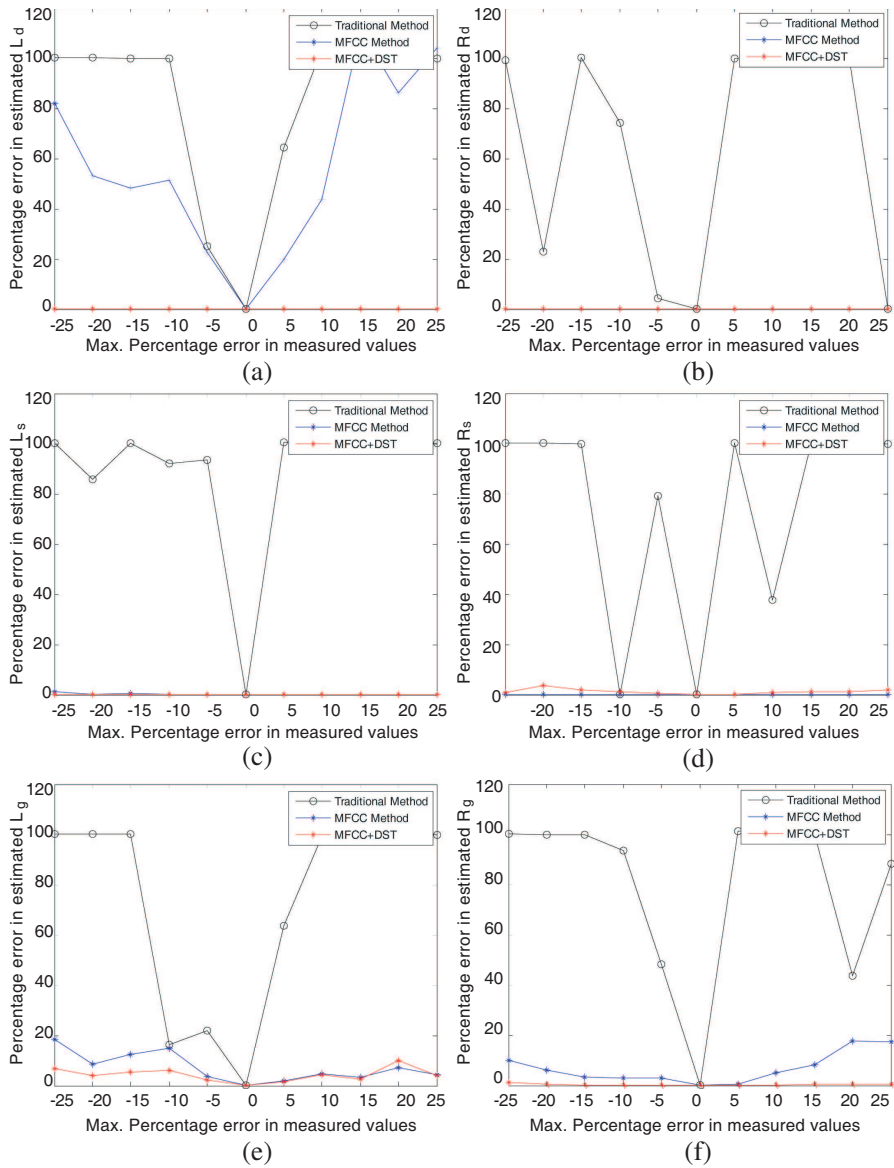 Percentage error in estimated L d
120
100
80
60
40
20
0
Traditional Method
MFCC Method
MFCC+DST
-25 -20 -15 -10 -5 0 5 10 15 20 25
Max. Percentage error in measured values
(a)
Percentage error in estimated R d
120
100
80
60
40
20
0
Traditional Method
MFCC Method
MFCC+DST
-25 -20 -15 -10 -5 0 5 10 15 20 25
Max. Percentage error in measured values
(b)
Percentage error in estimated L s
120
100
80
60
40
20
0
Traditional Method
MFCC Method
MFCC+DST
-25 -20 -15 -10 -5 0 5 10 15 20 25
Max. Percentage error in measured values
(c)
Percentage error in estimated R s
120
100
80
60
40
20
0
Traditional Method
MFCC Method
MFCC+DST
-20 -15 -10 -5 0 5 10 15 20 25
Max. Percentage error in measured values
(d)
Percentage error in estimated L g
120
100
80
60
40
20
0
Traditional Method
MFCC Method
MFCC+DST
-25 -20 -15 -10 -5 0 5 10 15 20 25
Max. Percentage error in measured values
(e)
Percentage error in estimated R g
120
100
80
60
40
20
0
Traditional Method
MFCC Method
MFCC+DST
-25 -20 -15 -10 -5 0 5 10 15 20 25
Max. Percentage error in measured values
(f)